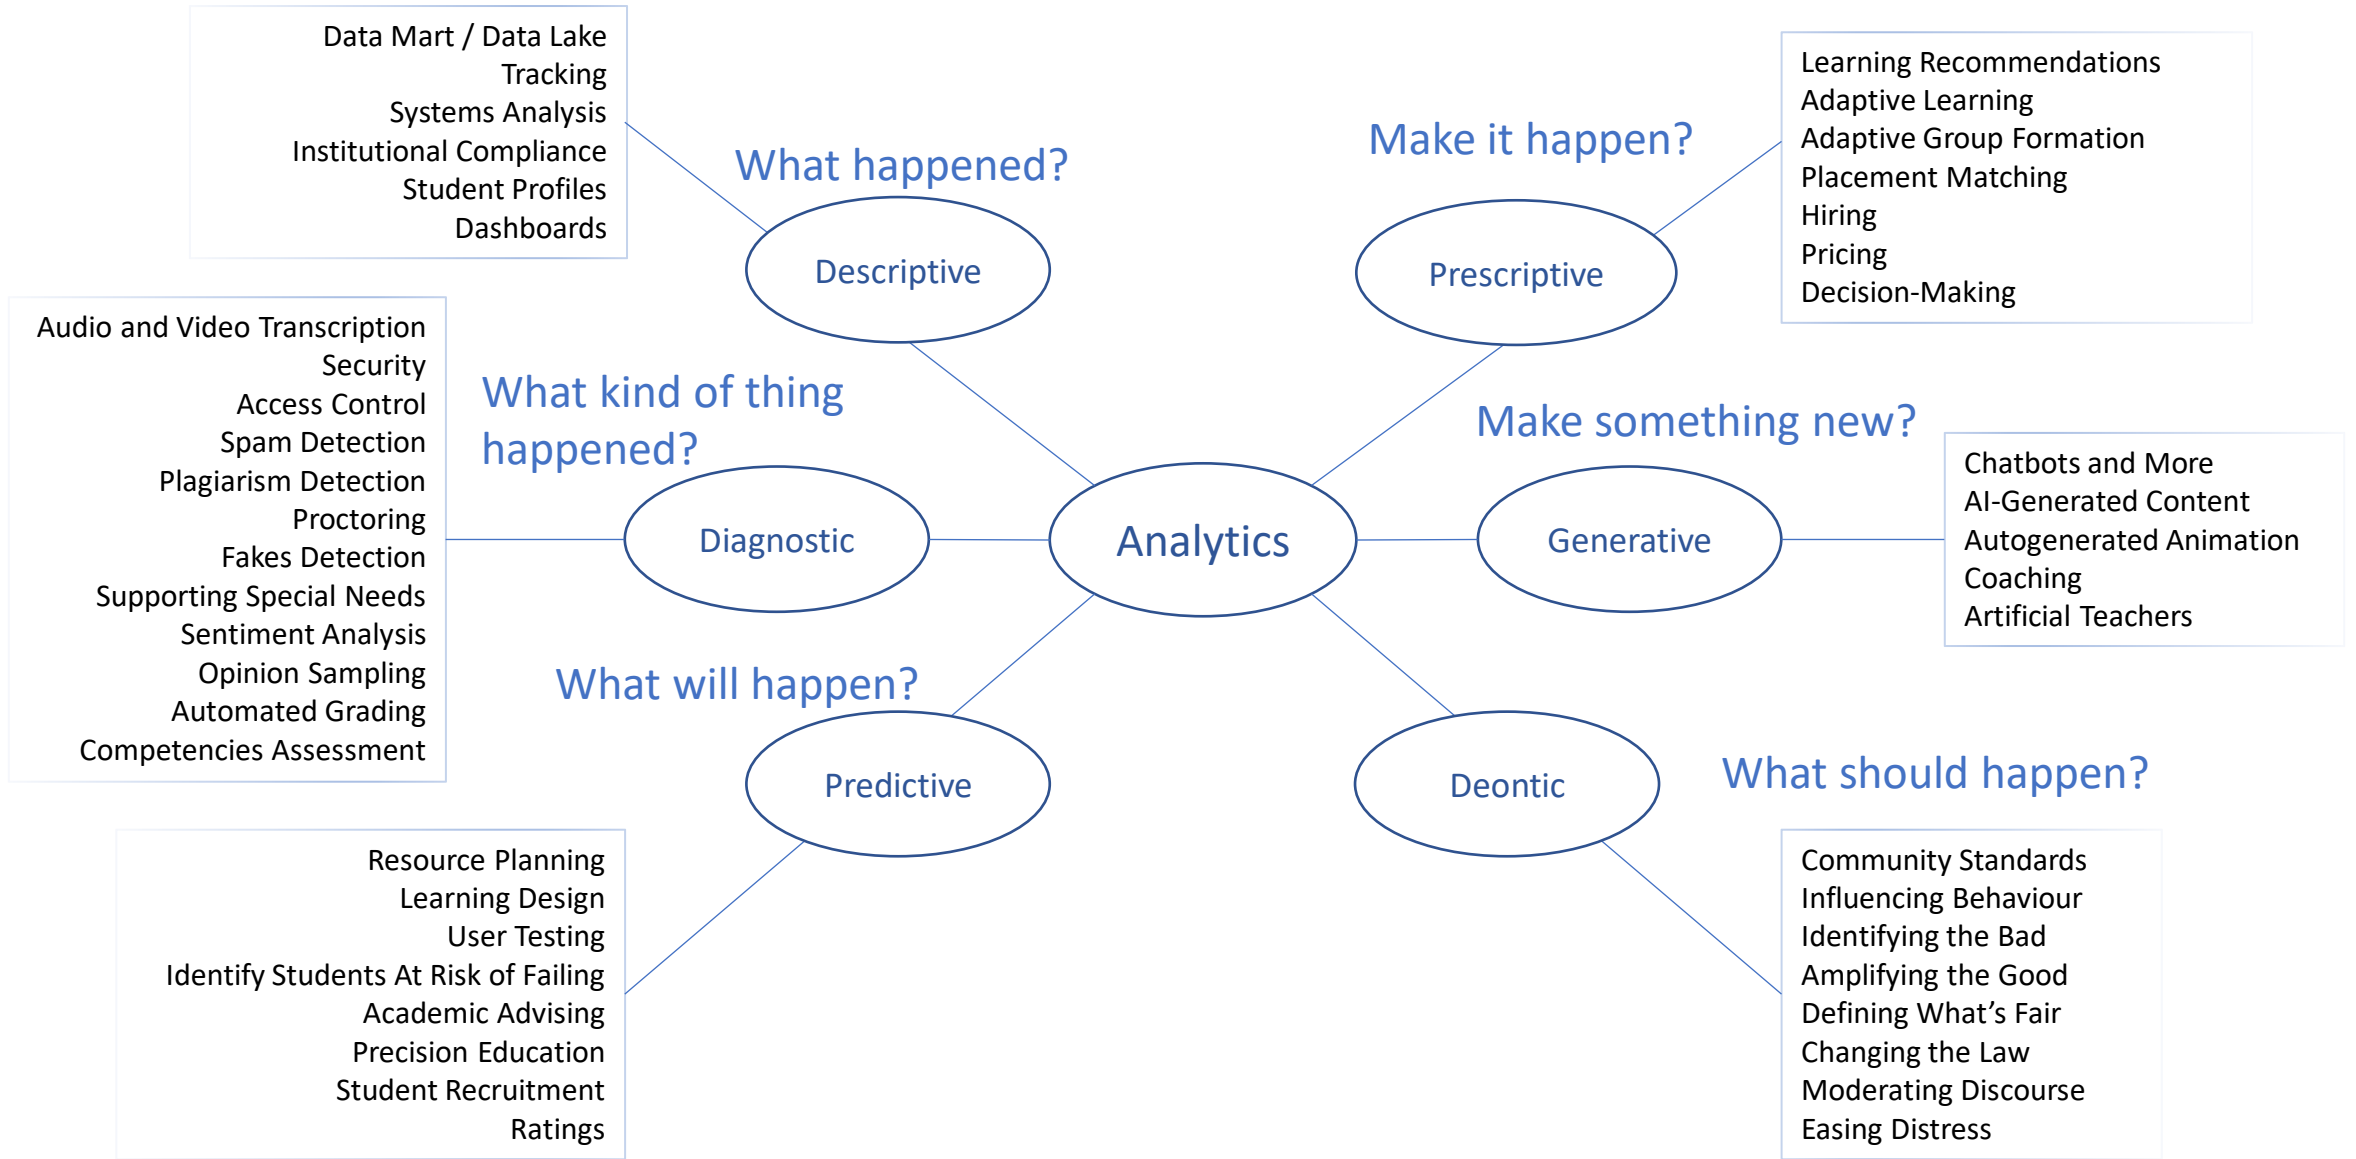 Data Mart / Data Lake
Tracking
Systems Analysis
Institutional Compliance
Student Profiles
Dashboards
What happened?
Descriptive
Audio and Video Transcription
Security
Access Control
Spam Detection
Plagiarism Detection
Proctoring
Fakes Detection
Supporting Special Needs
Sentiment Analysis
Opinion Sampling
Automated Grading
Competencies Assessment
What kind of thing
happened?
Diagnostic
What will happen?
Predictive
Resource Planning
Learning Design
User Testing
Identify Students At Risk of Failing
Academic Advising
Precision Education
Student Recruitment
Ratings
Analytics
Make it happen?
Prescriptive
Learning Recommendations
Adaptive Learning
Adaptive Group Formation
Placement Matching
Hiring
Pricing
Decision-Making
Make something new?
Generative
Chatbots and More
AI-Generated Content
Autogenerated Animation
Coaching
Artificial Teachers
Deontic
What should happen?
Community Standards
Influencing Behaviour
Identifying the Bad
Amplifying the Good
Defining What’s Fair
Changing the Law
Moderating Discourse
Easing Distress